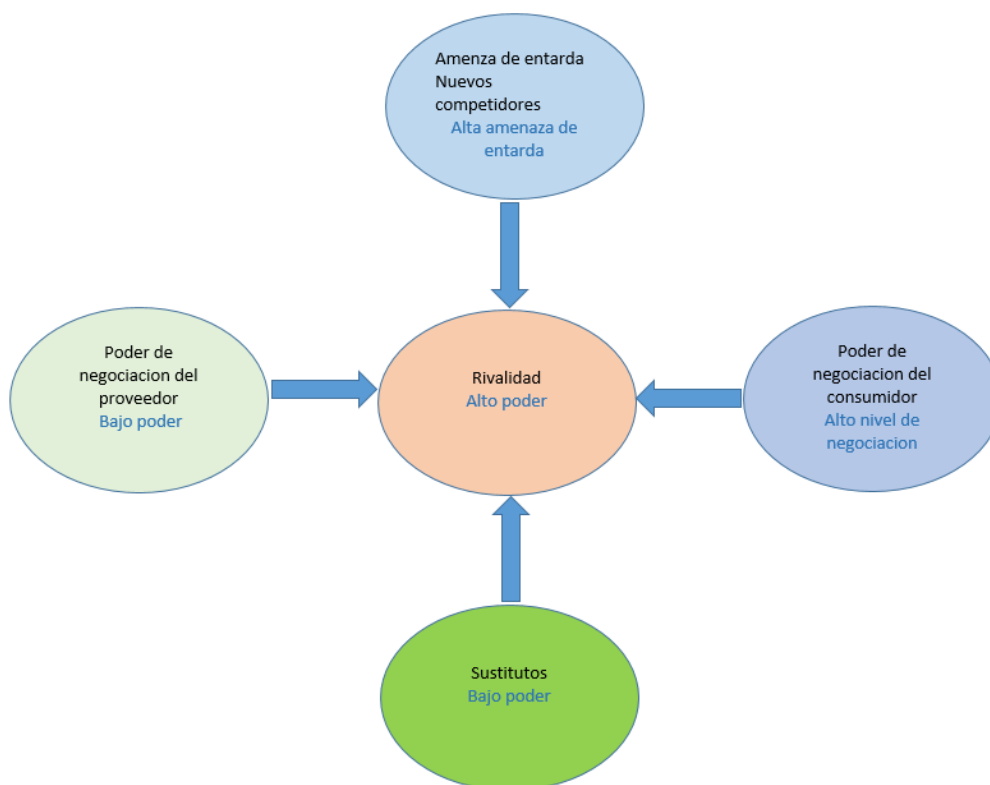 Amenza de entarda
Nuevos
competidores
Alta amenaza de
entarda
Poder de
negociacion del
proveedor
Bajo poder
Rivalidad
Alto poder
Poder de
negociacion del
consumidor
Alto nivel de
negociacion
Sustitutos
Bajo poder